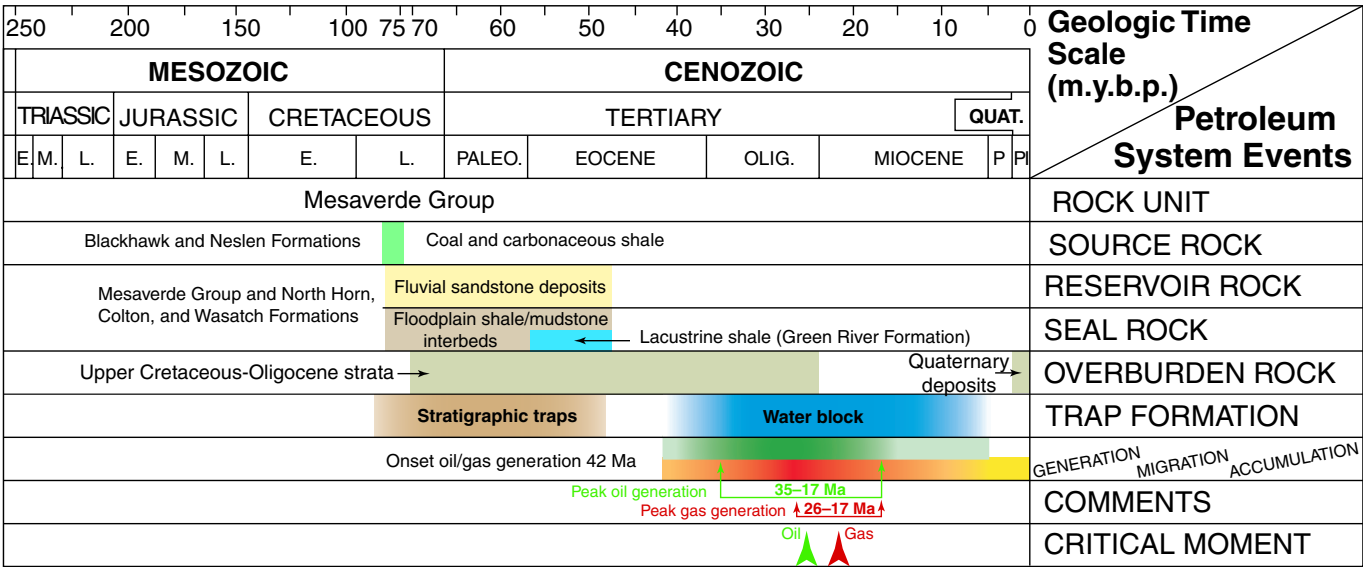 250 200 150 100 75 70 60 50 40 30 20 10 0
Geologic Time
Scale
(m.y.b.p.)
Petroleum
System Events
MESOZOIC CENOZOIC
TRIASSIC JURASSIC CRETACEOUS TERTIARY QUAT.
E. M. L. E. M. L. E. L. PALEO. EOCENE OLIG. MIOCENE P Pl
Mesaverde Group ROCK UNIT
Blackhawk and Neslen Formations Coal and carbonaceous shale SOURCE ROCK
Mesaverde Group and North Horn,
Colton, and Wasatch Formations
Fluvial sandstone deposits RESERVOIR ROCK
Floodplain shale/mudstone
interbeds
Lacustrine shale (Green River Formation) SEAL ROCK
Upper Cretaceous-Oligocene strata
Quaternary
deposits
OVERBURDEN ROCK
Stratigraphic traps Water block TRAP FORMATION
Onset oil/gas generation 42 Ma GENERATION MIGRATION ACCUMULATION
Peak oil generation 35–17 Ma
Peak gas generation 26–17 Ma
COMMENTS
Oil Gas
CRITICAL MOMENT